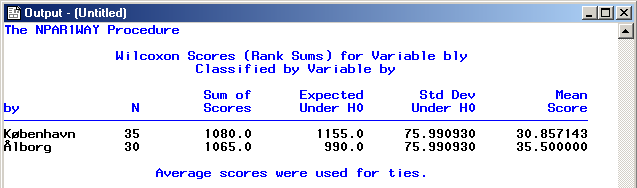 Output - (Untitled)
The NPAR1WAY Procedure
Wilcoxon Scores (Rank Sums) for Variable bly
Classified by Variable by
Sum of Expected Std Dev Mean
by N Scores Under H0 Under H0 Score
København 35 1080.0 1155.0 75.990930 30.857143
Ålborg 30 1065.0 990.0 75.990930 35.500000
Average scores were used for ties.